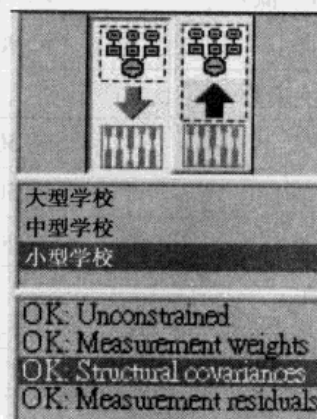 大型学校
中型学校
小型学校
OK: Unconstrained
OK: Measurement weights
OK: Structural covariances
OK: Measurement residuals